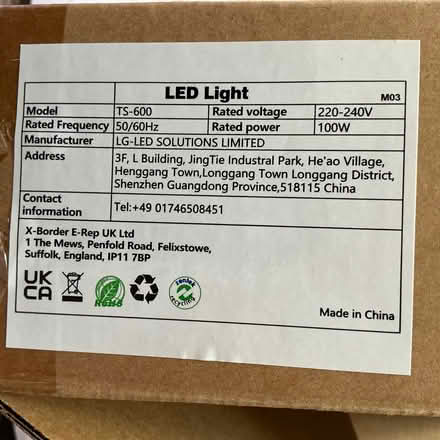 LED Light
M03
Model TS-600 Rated voltage 220-240V
Rated Frequency 50/60Hz Rated power 100W
Manufacturer LG-LED SOLUTIONS LIMITED
Address 3F, L Building, JingTie Industral Park, He'ao Village,
Henggang Town,Longgang Town Longgang District,
Shenzhen Guangdong Province,518115 China
Contact
information Tel:+49 01746508451
X-Border E-Rep UK Ltd
1 The Mews, Penfold Road, Felixstowe,
Suffolk, England, IP11 7BP
UK
CA
RoHS
zentek
recycling
Made in China